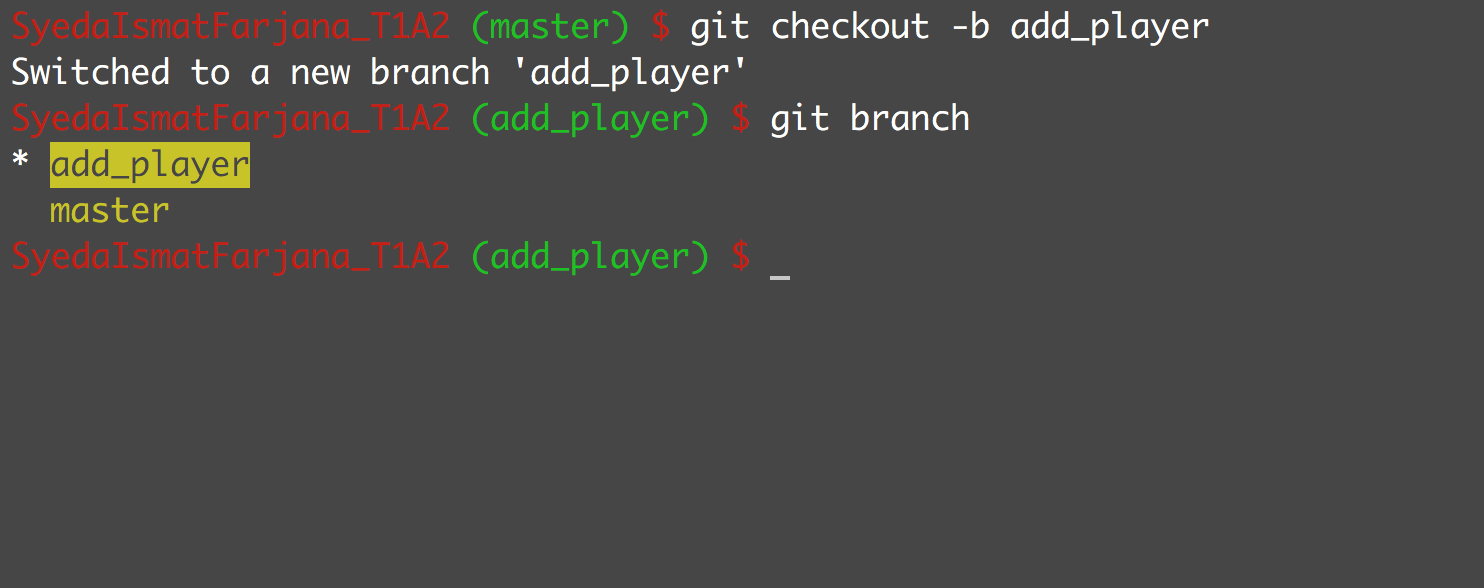 SyedaIsmatFarjana_T1A2 (master) $ git checkout -b add_player
Switched to a new branch 'add_player'
SyedaIsmatFarjana_T1A2 (add_player) $ git branch
* add_player
  master
SyedaIsmatFarjana_T1A2 (add_player) $ _